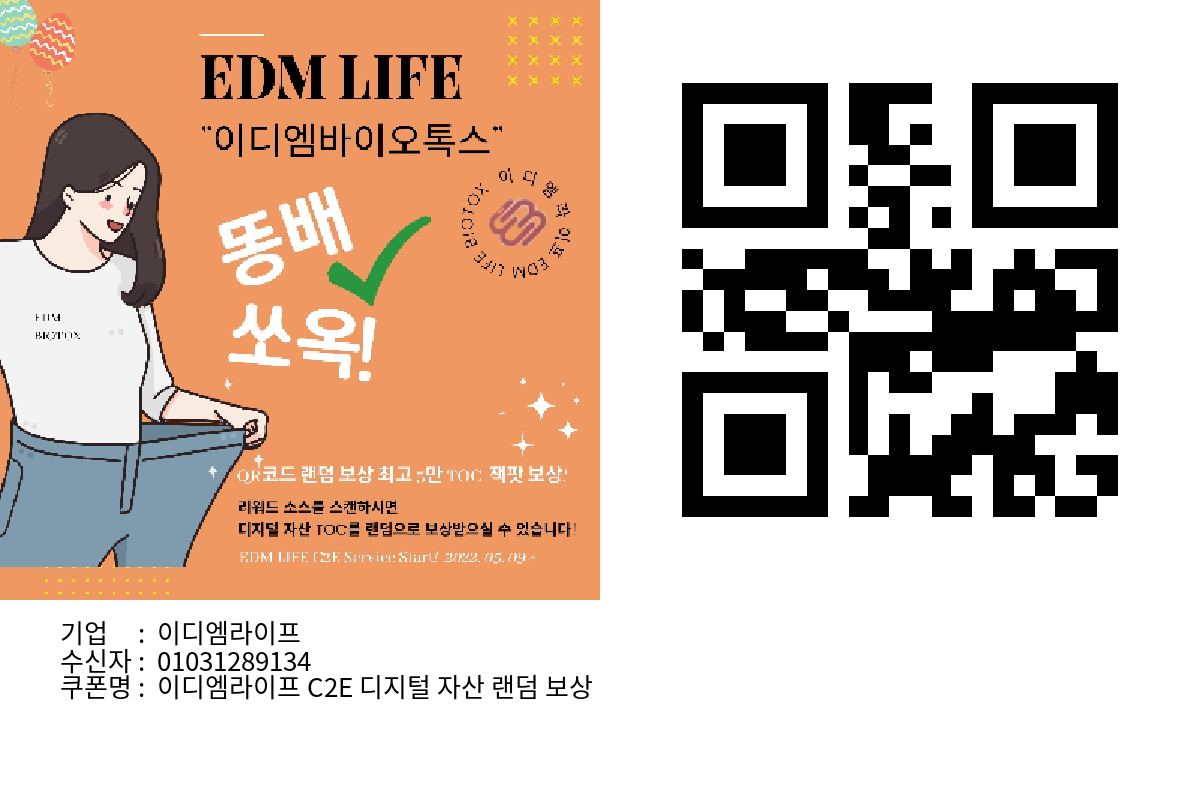 EDM LIFE
"이디엠바이오톡스"
이디엠라이프 EDM LIFE BIOTOX
똥배
쏘옥!
EDM
BIOTOX
QR코드 랜덤 보상 최고 5만 TOC 잭팟 보상!
리워드 소스를 스캔하시면
디지털 자산 TOC를 랜덤으로 보상받으실 수 있습니다!
EDM LIFE C2E Service Start! 2022. 05. 09 ~
기업 : 이디엠라이프
수신자 : 01031289134
쿠폰명 : 이디엠라이프 C2E 디지털 자산 랜덤 보상